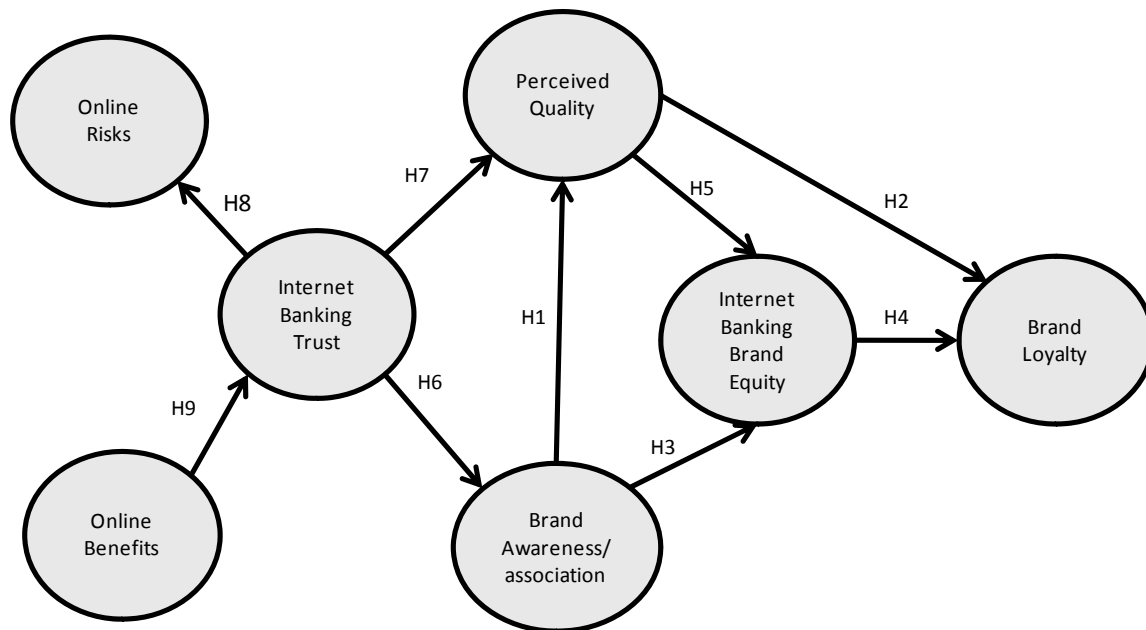 Perceived
Quality
Online
Risks
H7
H8
H5
H2
Internet
Banking
Trust
H1
Internet
Banking
Brand
Equity
H4
Brand
Loyalty
H6
H9
H3
Online
Benefits
Brand
Awareness/
association